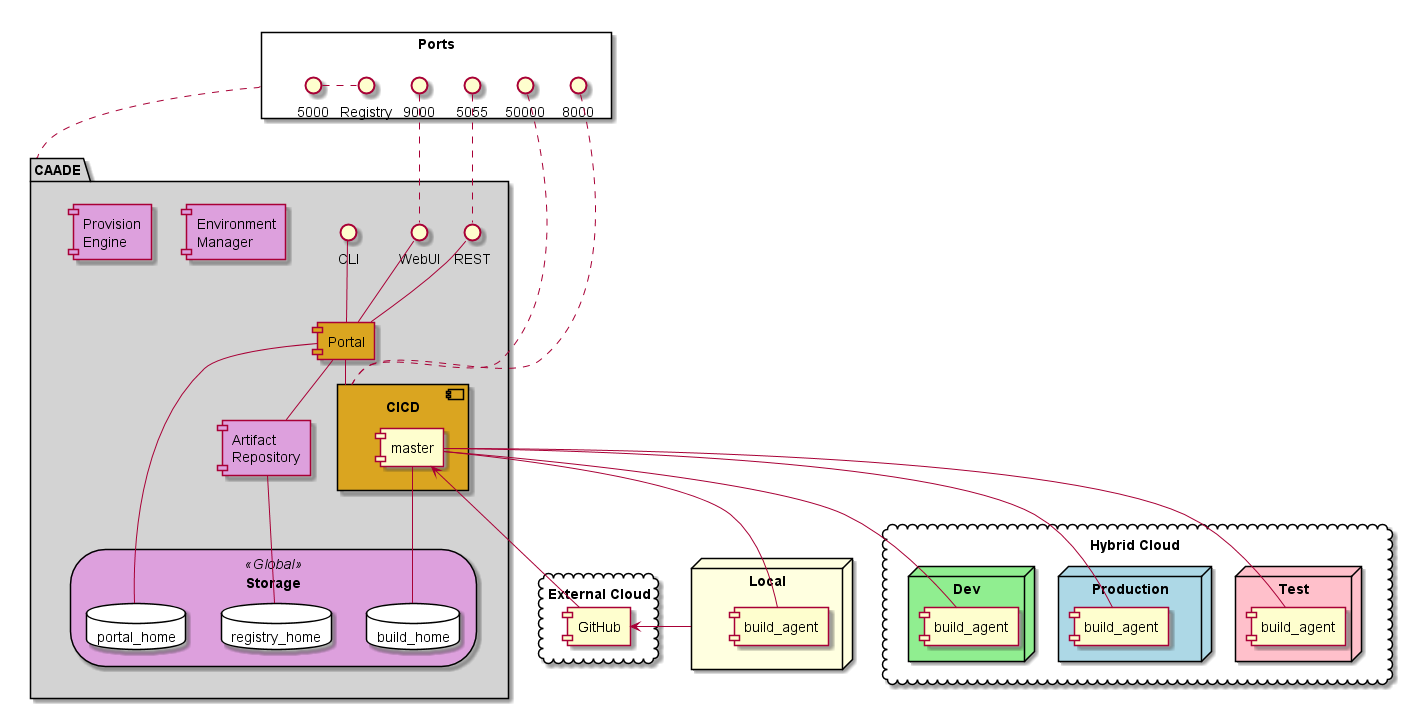 Ports
5000 Registry 9000 5055 50000 8000
CAADE
Provision
Engine
Environment
Manager
CLI WebUI REST
Portal
CICD
master
Artifact
Repository
«Global»
Storage
portal_home registry_home build_home
External Cloud
GitHub
Local
build_agent
Hybrid Cloud
Dev
build_agent
Production
build_agent
Test
build_agent